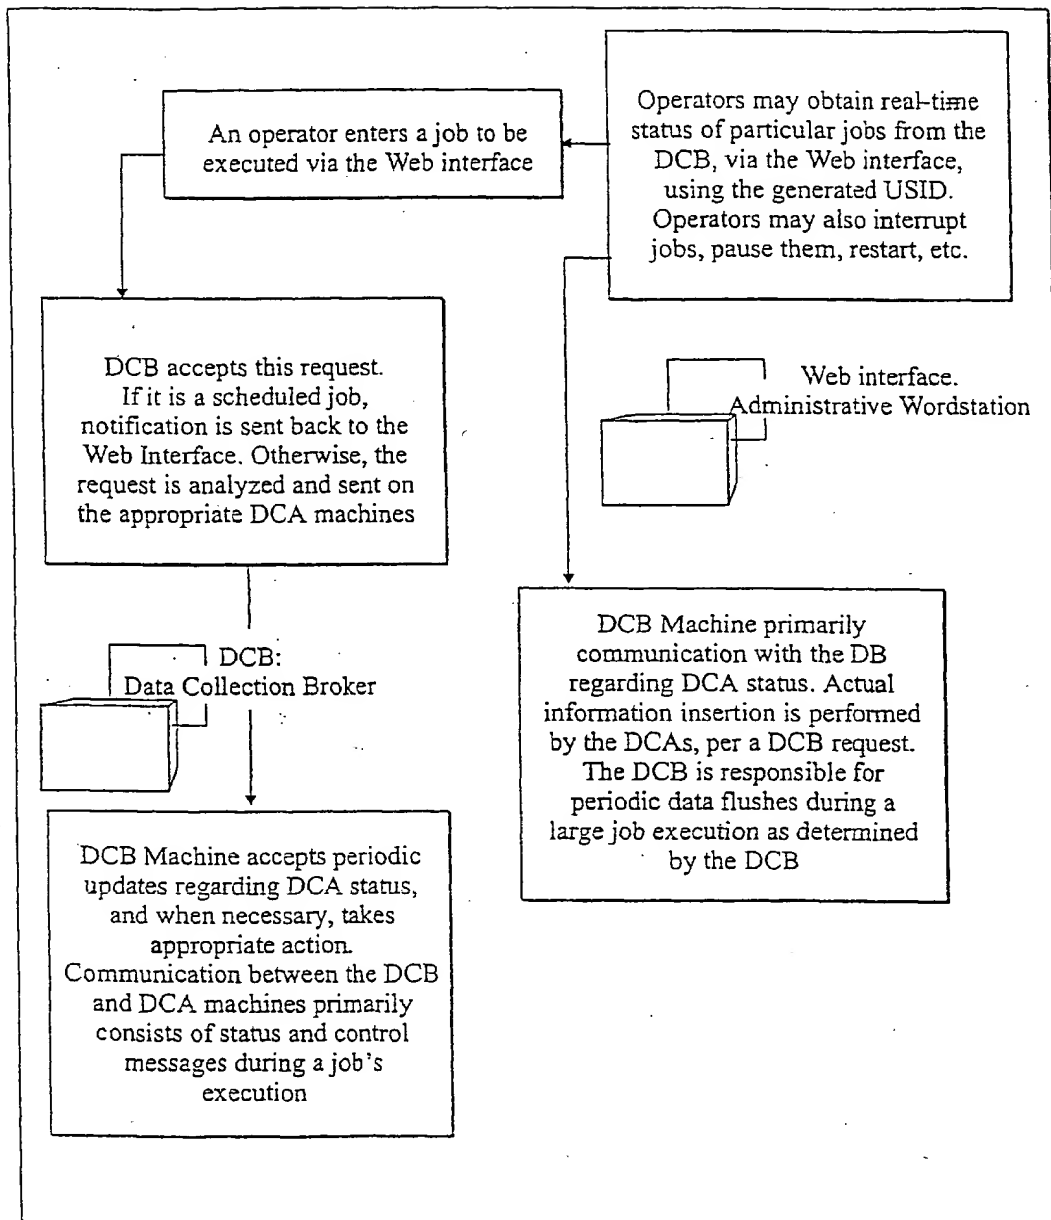 An operator enters a job to be
executed via the Web interface
Operators may obtain real-time
status of particular jobs from the
DCB, via the Web interface,
using the generated USID.
Operators may also interrupt
jobs, pause them, restart, etc.
DCB accepts this request.
If it is a scheduled job,
notification is sent back to the
Web Interface. Otherwise, the
request is analyzed and sent on
the appropriate DCA machines
Web interface.
Administrative Wordstation
DCB:
Data Collection Broker
DCB Machine primarily
communication with the DB
regarding DCA status. Actual
information insertion is performed
by the DCAs, per a DCB request.
The DCB is responsible for
periodic data flushes during a
large job execution as determined
by the DCB
DCB Machine accepts periodic
updates regarding DCA status,
and when necessary, takes
appropriate action.
Communication between the DCB
and DCA machines primarily
consists of status and control
messages during a job's
execution